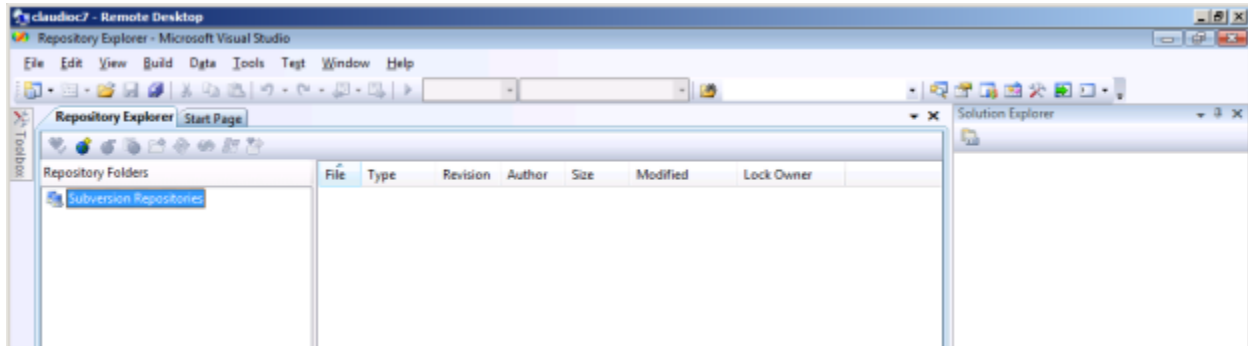 claudioc7 - Remote Desktop
Repository Explorer - Microsoft Visual Studio
File Edit View Build Data Tools Test Window Help
Repository Explorer Start Page
Solution Explorer
Toolbox
Repository Folders
File Type Revision Author Size Modified Lock Owner
Subversion Repositories